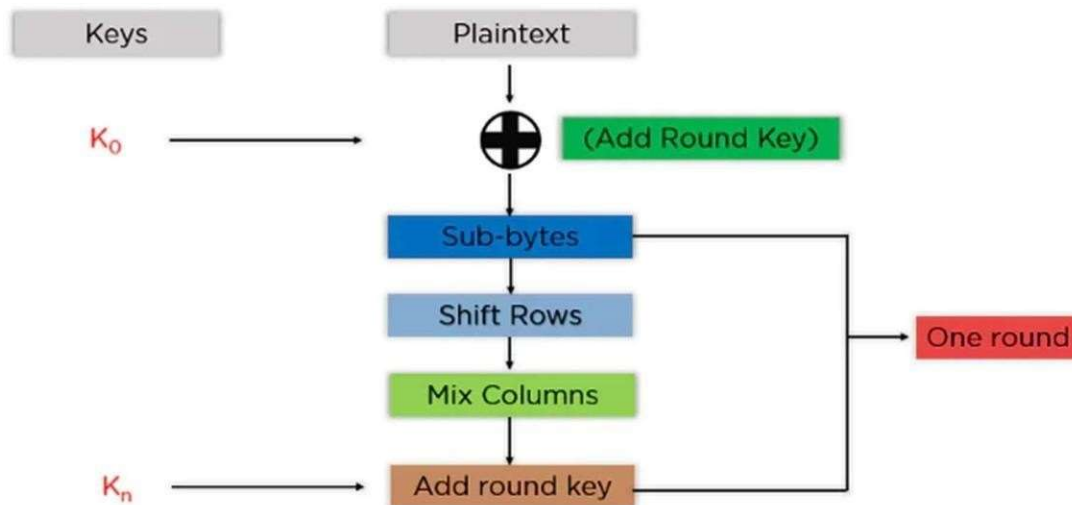 Keys
Plaintext
K₀
(Add Round Key)
Sub-bytes
Shift Rows
One round
Mix Columns
Kₙ
Add round key